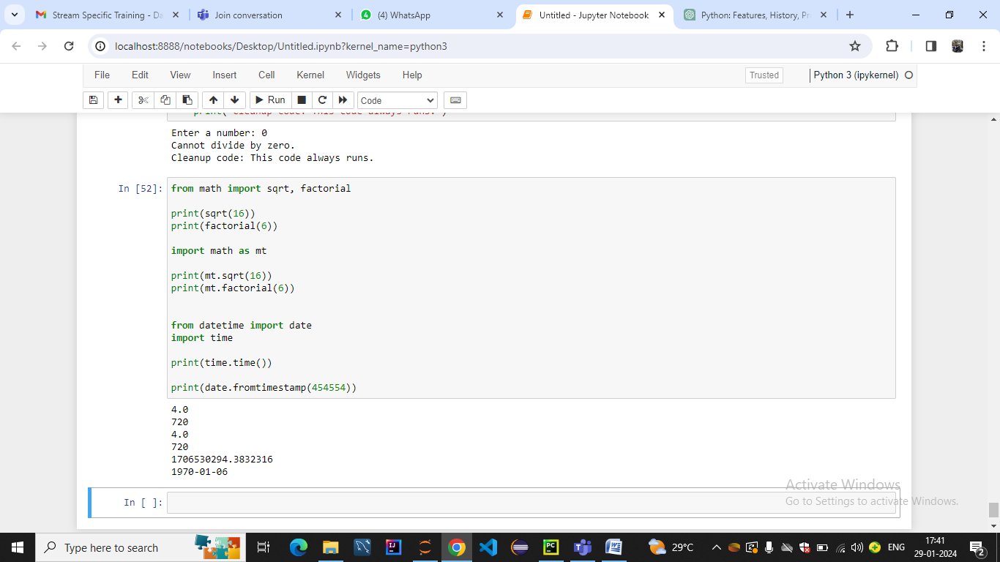 Stream Specific Training - Da
Join conversation
(4) WhatsApp
Untitled - Jupyter Notebook
Python: Features, History, Pr
localhost:8888/notebooks/Desktop/Untitled.ipynb?kernel_name=python3
File Edit View Insert Cell Kernel Widgets Help
Trusted
Python 3 (ipykernel)
Run
Code
print("Cleanup code: This code always runs.")
Enter a number: 0
Cannot divide by zero.
Cleanup code: This code always runs.
In [52]:
from math import sqrt, factorial
print(sqrt(16))
print(factorial(6))
import math as mt
print(mt.sqrt(16))
print(mt.factorial(6))
from datetime import date
import time
print(time.time())
print(date.fromtimestamp(454554))
4.0
720
4.0
720
1706530294.3832316
1970-01-06
In [ ]:
Activate Windows
Go to Settings to activate Windows.
Type here to search
29°C
ENG
17:41
29-01-2024
2